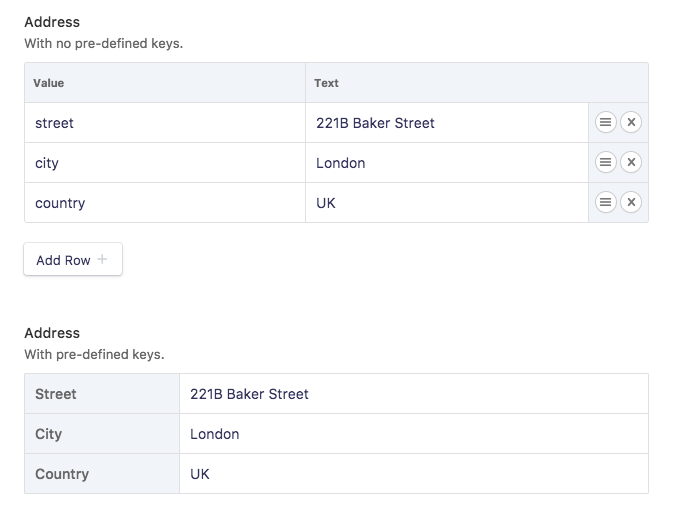 Address
With no pre-defined keys.
Value Text
street 221B Baker Street
city London
country UK
Add Row +
Address
With pre-defined keys.
Street 221B Baker Street
City London
Country UK